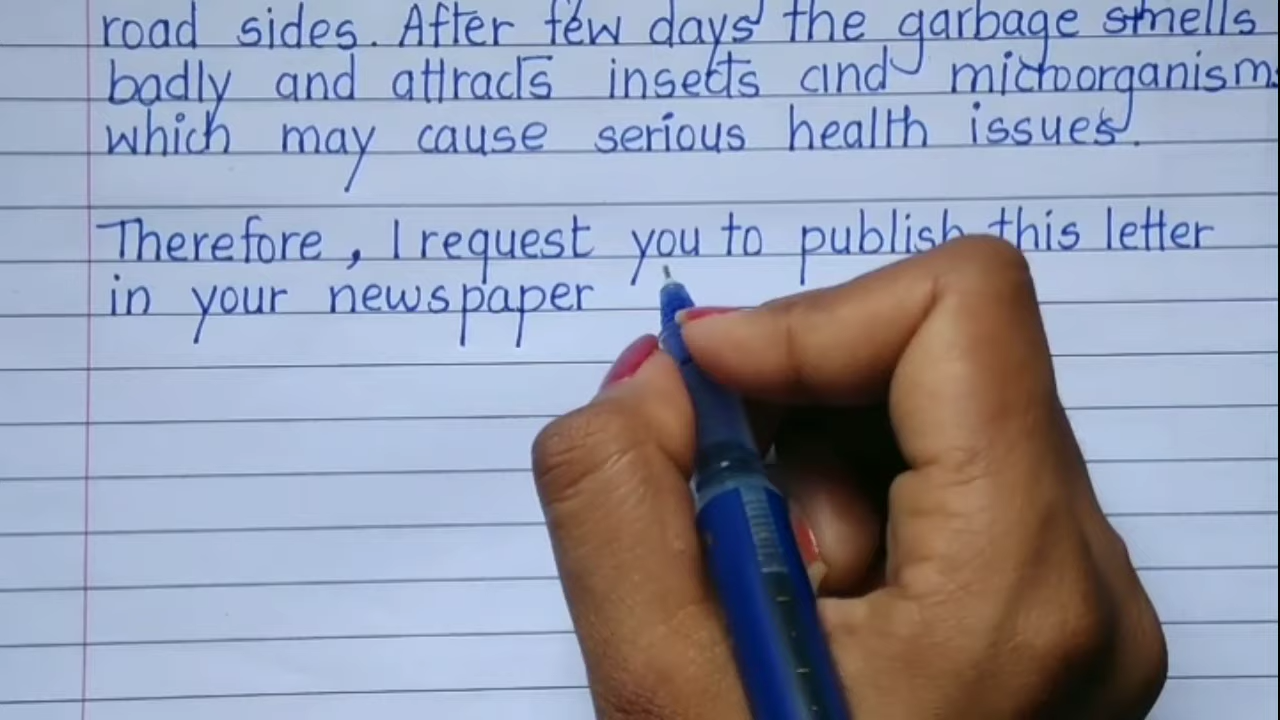 road sides. After few days the garbage smells
badly and attracts insects and microorganisms
which may cause serious health issues.
Therefore, I request you to publish this letter
in your newspaper